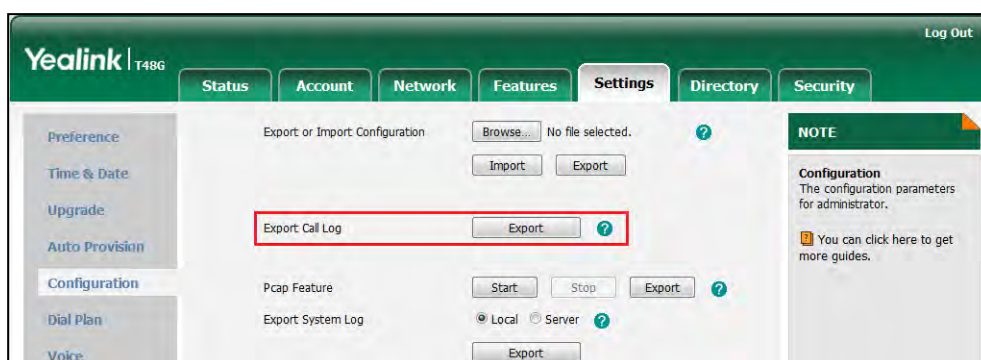 Log Out
Yealink | T48G
Status Account Network Features Settings Directory Security
Preference
Time & Date
Upgrade
Auto Provision
Configuration
Dial Plan
Voice
Export or Import Configuration Browse... No file selected.
Import Export
Export Call Log Export
Pcap Feature Start Stop Export
Export System Log Local Server
Export
NOTE
Configuration
The configuration parameters
for administrator.
You can click here to get
more guides.